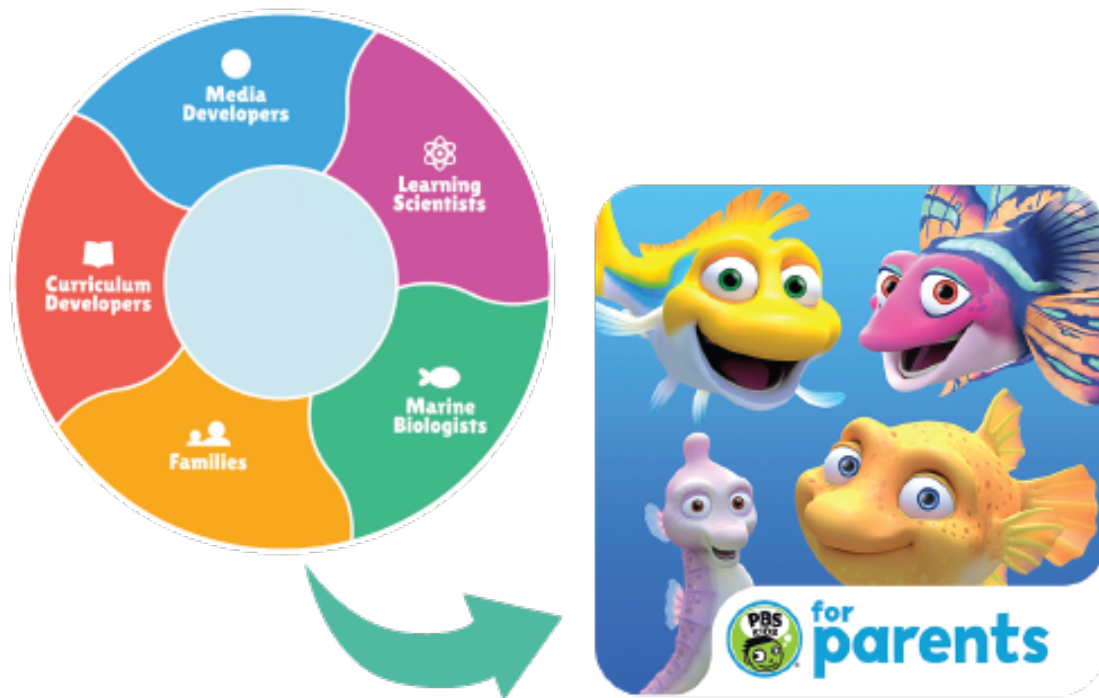 Media
Developers
Learning
Scientists
Curriculum
Developers
Marine
Biologists
Families
PBS
KIDS
for
parents